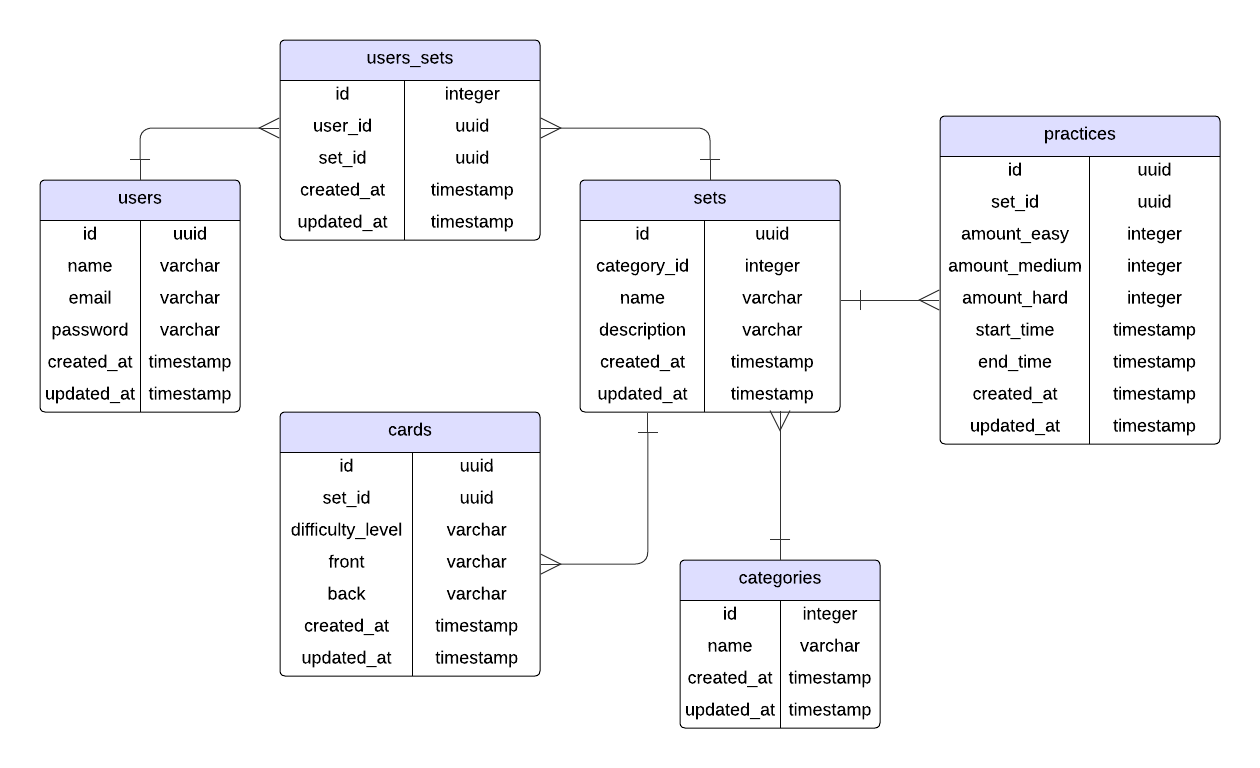 users_sets
id integer
user_id uuid
set_id uuid
created_at timestamp
updated_at timestamp
practices
id uuid
set_id uuid
amount_easy integer
amount_medium integer
amount_hard integer
start_time timestamp
end_time timestamp
created_at timestamp
updated_at timestamp
users
id uuid
name varchar
email varchar
password varchar
created_at timestamp
updated_at timestamp
sets
id uuid
category_id integer
name varchar
description varchar
created_at timestamp
updated_at timestamp
cards
id uuid
set_id uuid
difficulty_level varchar
front varchar
back varchar
created_at timestamp
updated_at timestamp
categories
id integer
name varchar
created_at timestamp
updated_at timestamp